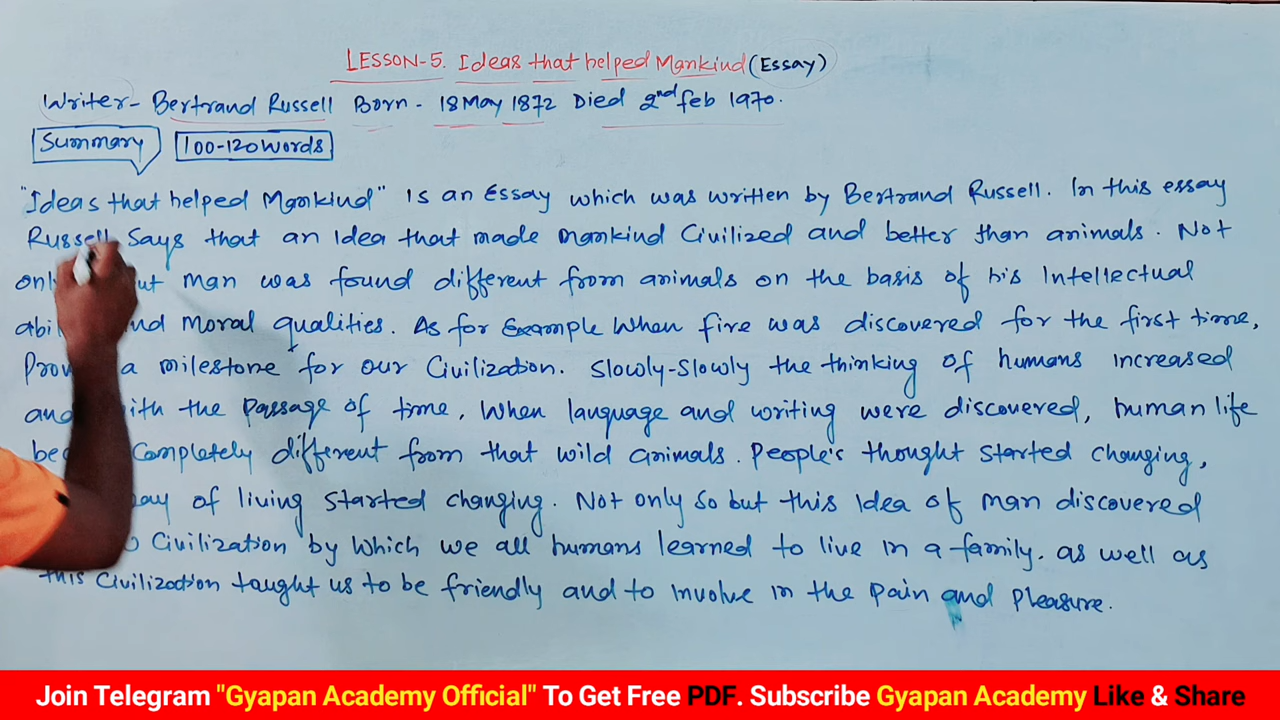 LESSON-5. Ideas that helped Mankind (Essay)
Writer- Bertrand Russell Born - 18 May 1872 Died 2nd feb 1970.
Summary 100-120 Words
"Ideas that helped Mankind" Is an Essay which was written by Bertrand Russell. In this essay
Russell Says that an Idea that made mankind Civilized and better than animals. Not
man was found different from animals on the basis of his Intellectual
moral qualities. As for Example When fire was discovered for the first time,
a milestone for our Civilization. Slowly-Slowly the thinking of humans increased
the passage of time, When language and writing were discovered, human life
Completely different from that wild animals. People's thought started changing,
of living started changing. Not only so but this Idea of man discovered
Civilization by Which we all humans learned to live in a family. as well as
this Civilization taught us to be friendly and to Involve in the pain and pleasure.
Join Telegram "Gyapan Academy Official" To Get Free PDF. Subscribe Gyapan Academy Like & Share